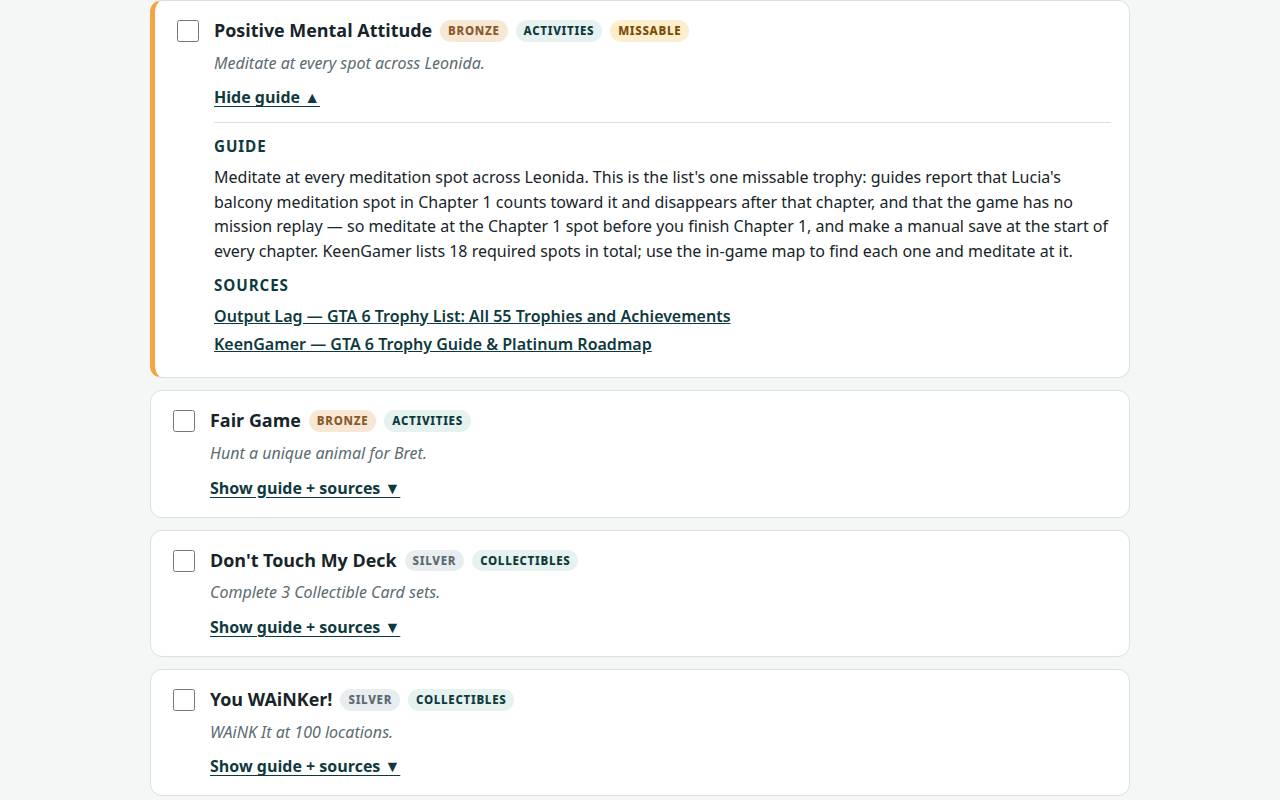 Positive Mental Attitude BRONZE ACTIVITIES MISSABLE
Meditate at every spot across Leonida.
Hide guide ▲
GUIDE
Meditate at every meditation spot across Leonida. This is the list's one missable trophy: guides report that Lucia's
balcony meditation spot in Chapter 1 counts toward it and disappears after that chapter, and that the game has no
mission replay — so meditate at the Chapter 1 spot before you finish Chapter 1, and make a manual save at the start of
every chapter. KeenGamer lists 18 required spots in total; use the in-game map to find each one and meditate at it.
SOURCES
Output Lag — GTA 6 Trophy List: All 55 Trophies and Achievements
KeenGamer — GTA 6 Trophy Guide & Platinum Roadmap
Fair Game BRONZE ACTIVITIES
Hunt a unique animal for Bret.
Show guide + sources ▼
Don't Touch My Deck SILVER COLLECTIBLES
Complete 3 Collectible Card sets.
Show guide + sources ▼
You WAiNKer! SILVER COLLECTIBLES
WAiNK It at 100 locations.
Show guide + sources ▼